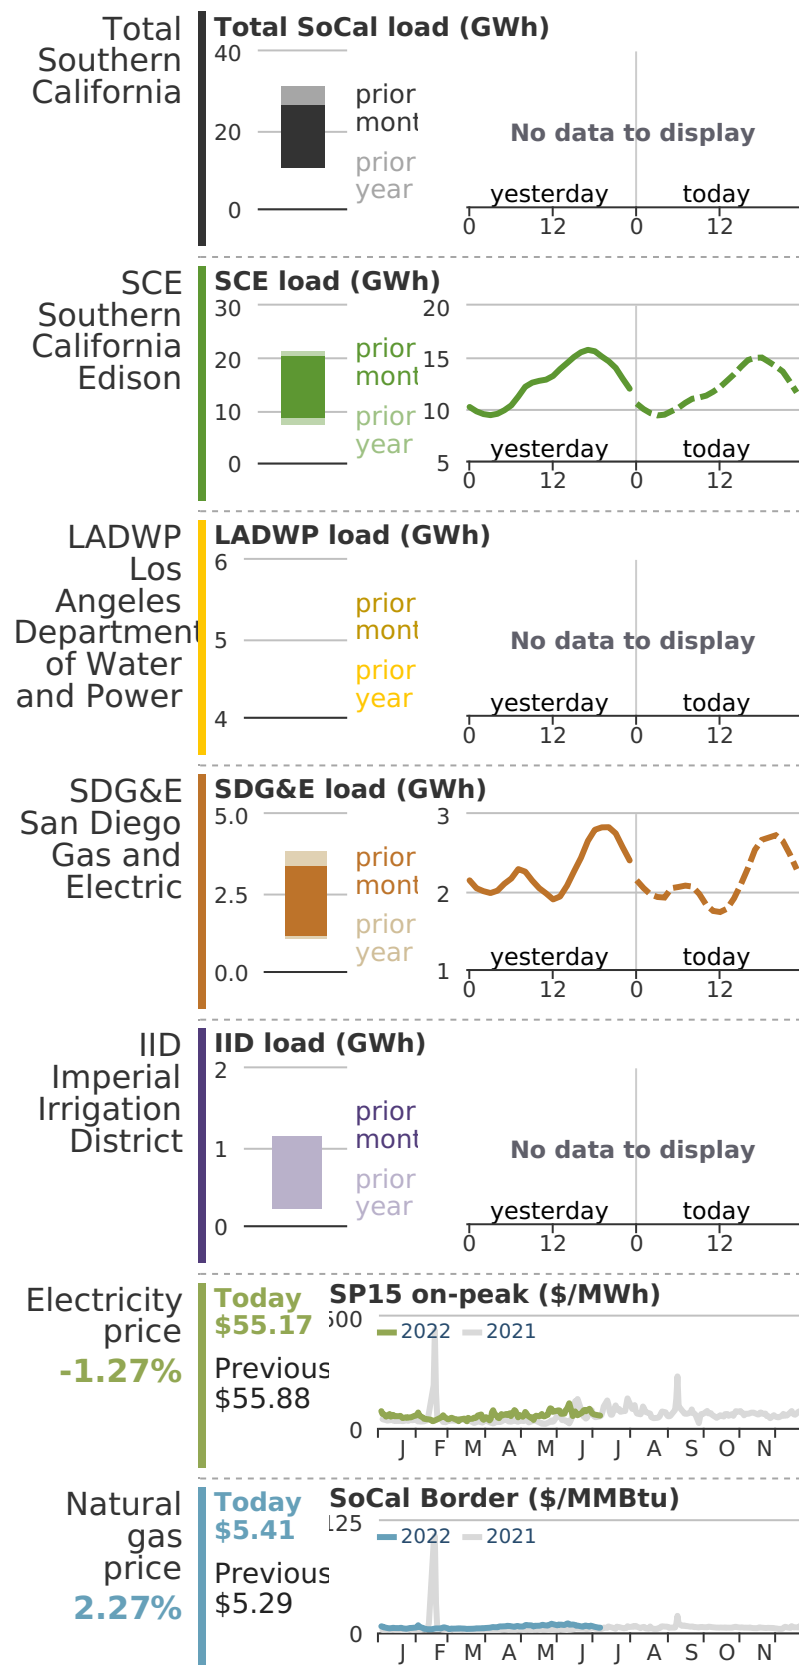 Total
Southern
California
Total SoCal load (GWh)
40
20
0
prior
mont
prior
year
No data to display
yesterday today
0 12 0 12
SCE
Southern
California
Edison
SCE load (GWh)
30
20
10
0
prior
mont
prior
year
20
15
10
5
yesterday today
0 12 0 12
LADWP
Los
Angeles
Department
of Water
and Power
LADWP load (GWh)
6
5
4
prior
mont
prior
year
No data to display
yesterday today
0 12 0 12
SDG&E
San Diego
Gas and
Electric
SDG&E load (GWh)
5.0
2.5
0.0
prior
mont
prior
year
3
2
1
yesterday today
0 12 0 12
IID
Imperial
Irrigation
District
IID load (GWh)
2
1
0
prior
mont
prior
year
No data to display
yesterday today
0 12 0 12
Electricity
price
-1.27%
Today
$55.17
Previous
$55.88
SP15 on-peak ($/MWh)
500
2022 2021
0
J F M A M J J A S O N
Natural
gas
price
2.27%
Today
$5.41
Previous
$5.29
SoCal Border ($/MMBtu)
125
2022 2021
0
J F M A M J J A S O N